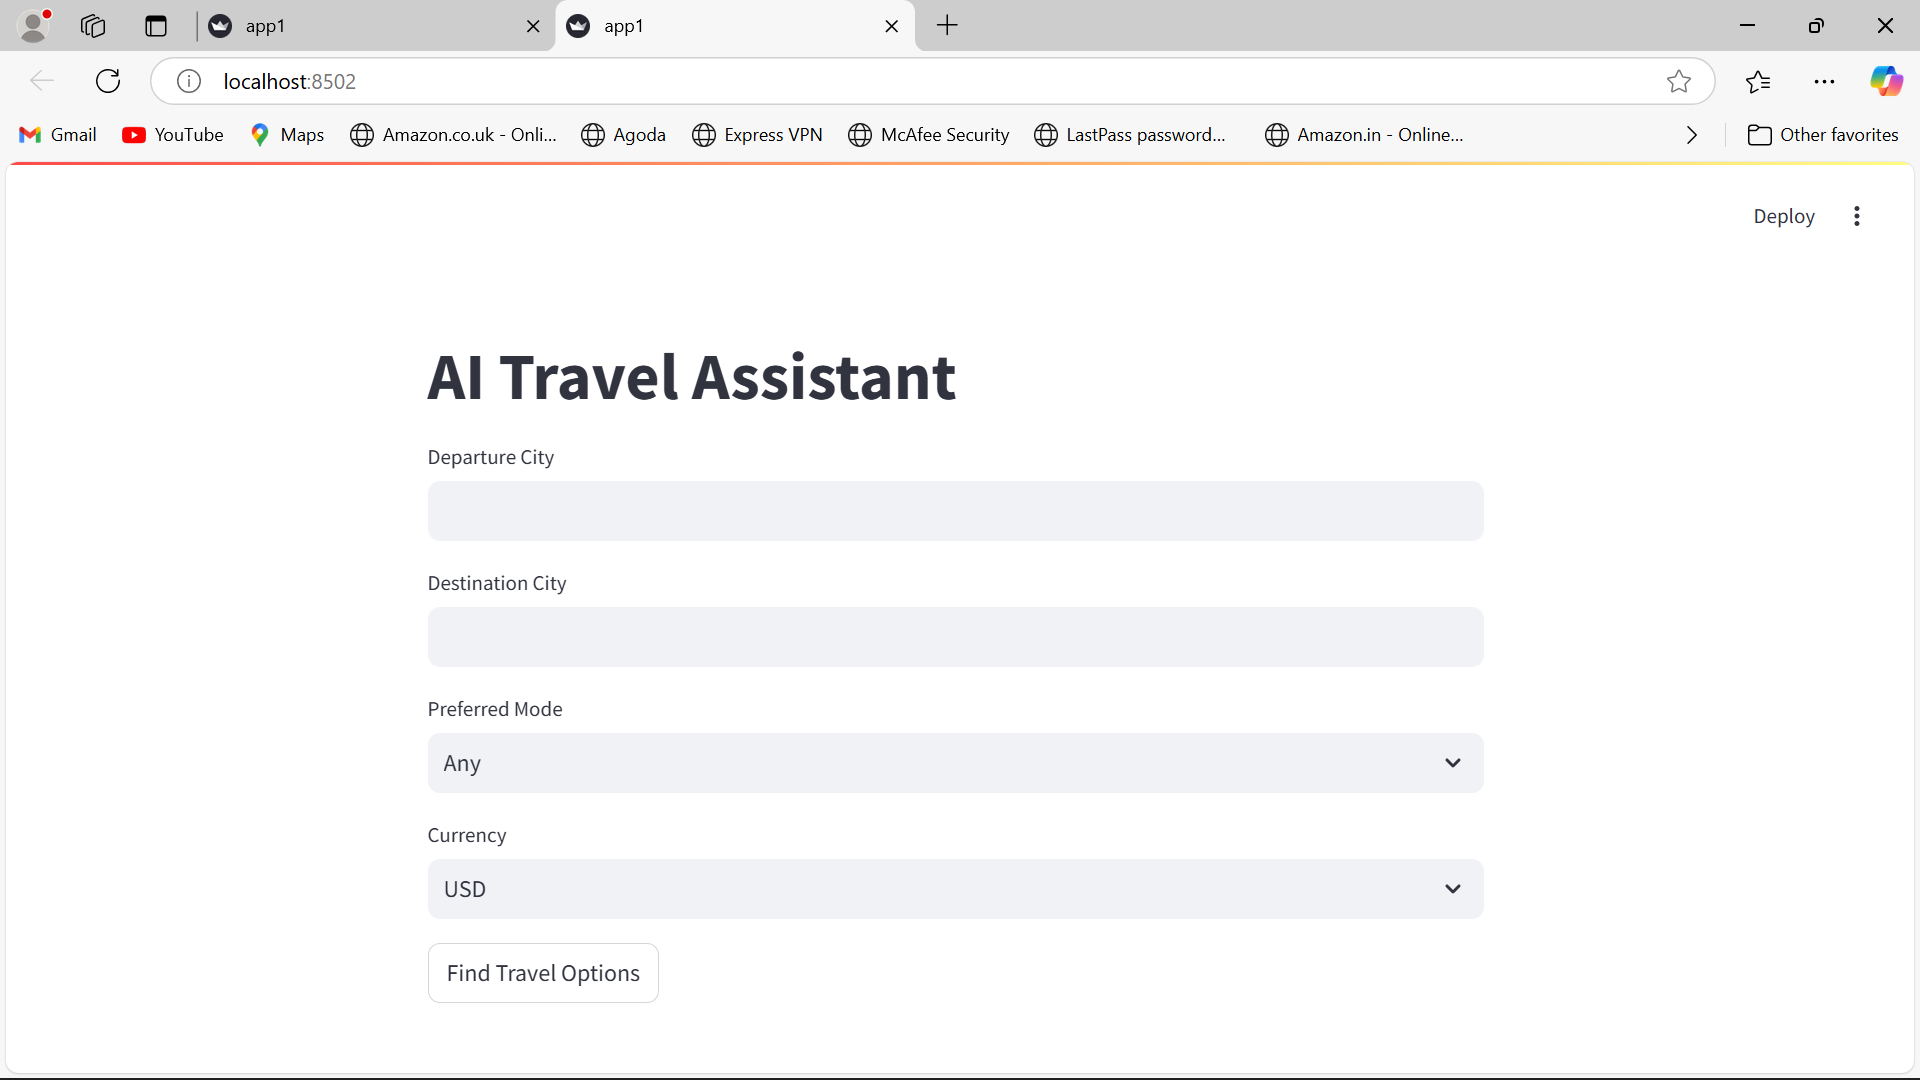 app1
app1
localhost:8502
Gmail YouTube Maps Amazon.co.uk - Onli... Agoda Express VPN McAfee Security LastPass password... Amazon.in - Online... Other favorites
Deploy
AI Travel Assistant
Departure City
Destination City
Preferred Mode
Any
Currency
USD
Find Travel Options